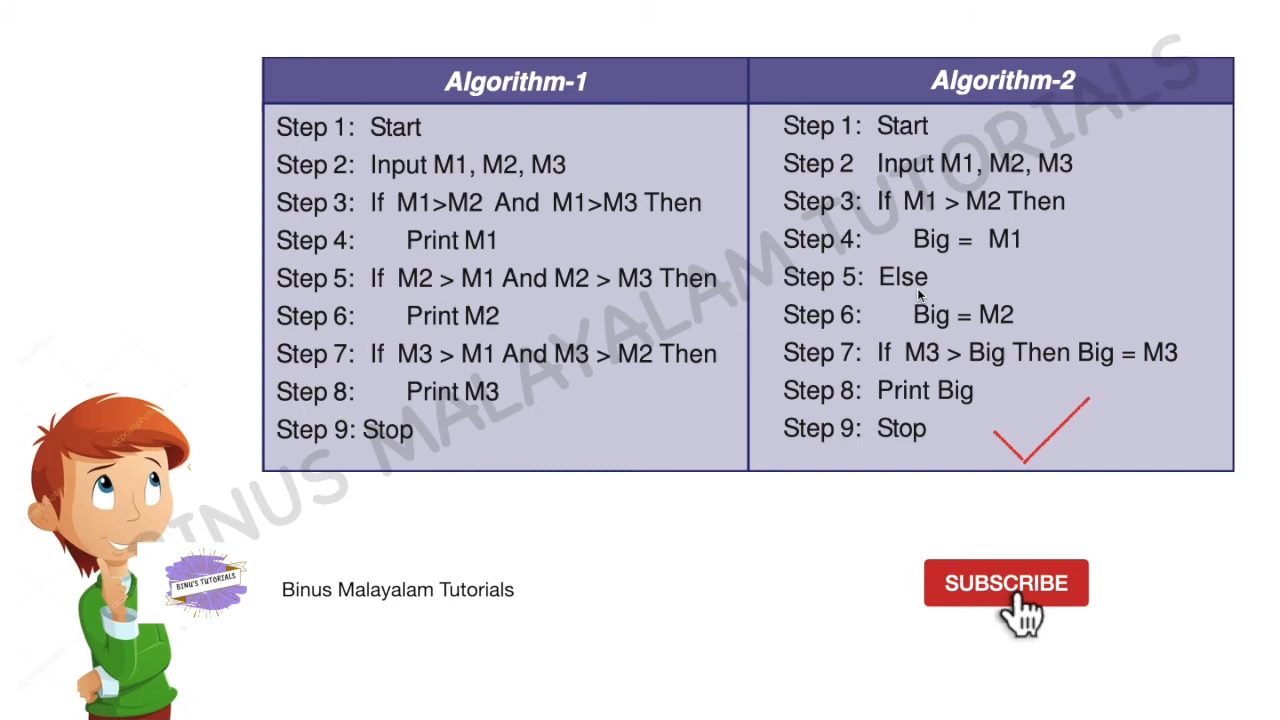 Algorithm-1
Step 1: Start
Step 2: Input M1, M2, M3
Step 3: If M1>M2 And M1>M3 Then
Step 4: Print M1
Step 5: If M2 > M1 And M2 > M3 Then
Step 6: Print M2
Step 7: If M3 > M1 And M3 > M2 Then
Step 8: Print M3
Step 9: Stop
Algorithm-2
Step 1: Start
Step 2 Input M1, M2, M3
Step 3: If M1 > M2 Then
Step 4: Big = M1
Step 5: Else
Step 6: Big = M2
Step 7: If M3 > Big Then Big = M3
Step 8: Print Big
Step 9: Stop
BINUS MALAYALAM TUTORIALS
BINU'S TUTORIALS
Binus Malayalam Tutorials
SUBSCRIBE